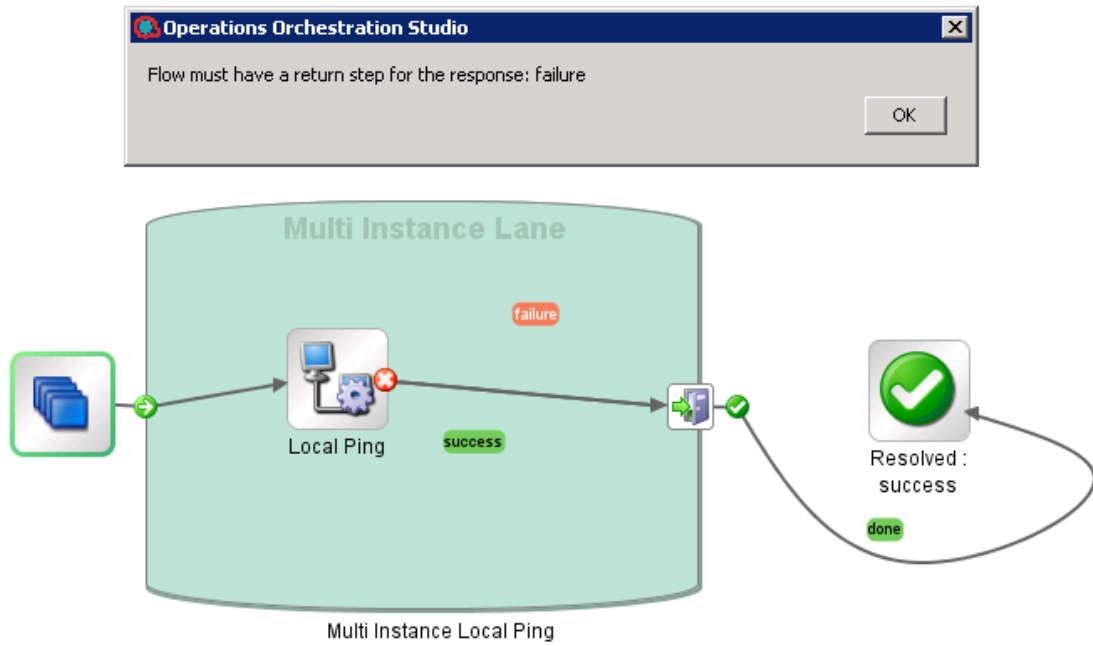 Operations Orchestration Studio
Flow must have a return step for the response: failure
OK
Multi Instance Lane
failure
Local Ping
success
Resolved :
success
done
Multi Instance Local Ping